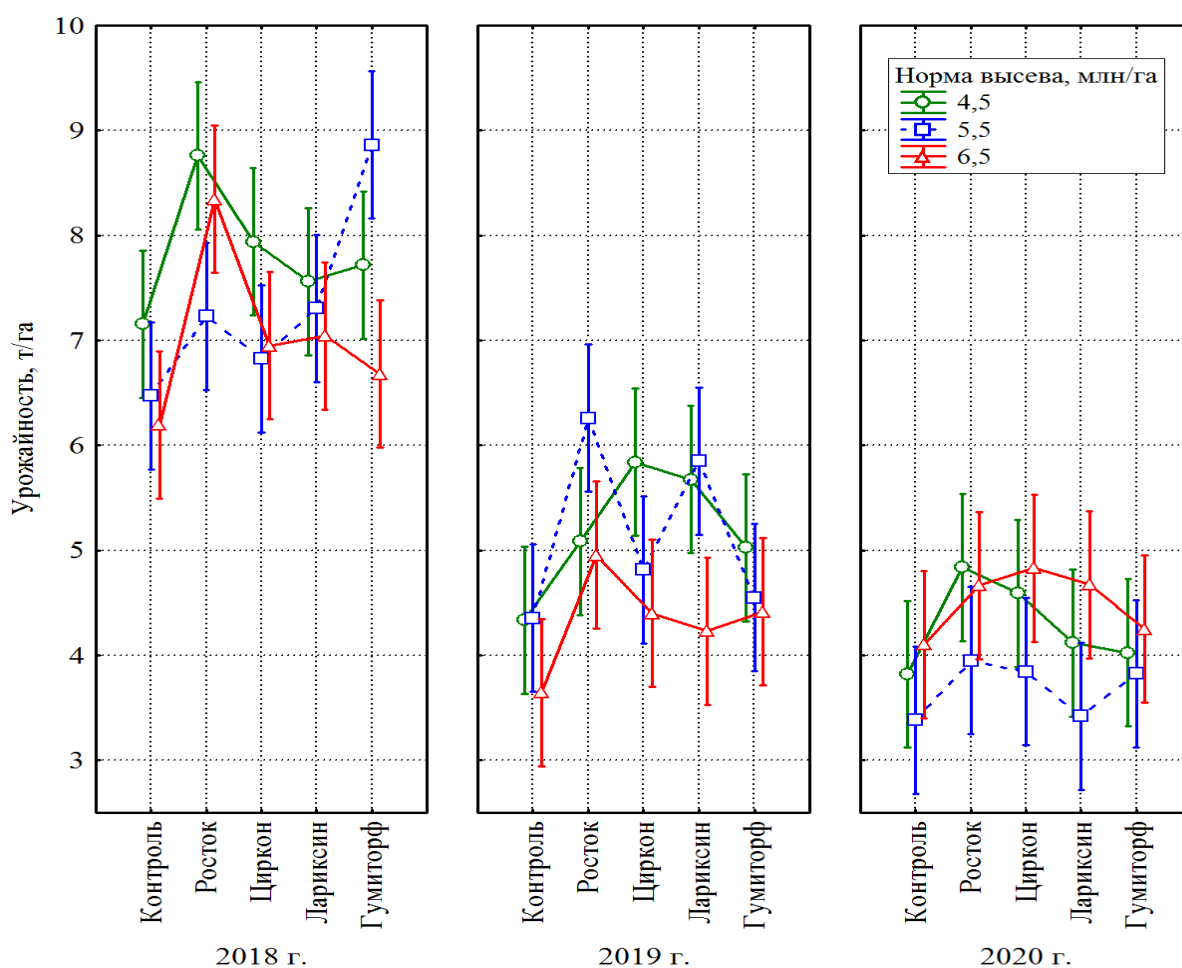 Урожайность, т/га
10
9
8
7
6
5
4
3
Норма высева, млн/га
4,5
5,5
6,5
Контроль
Росток
Циркон
Лариксин
Гумиторф
2018 г.
Контроль
Росток
Циркон
Лариксин
Гумиторф
2019 г.
Контроль
Росток
Циркон
Лариксин
Гумиторф
2020 г.